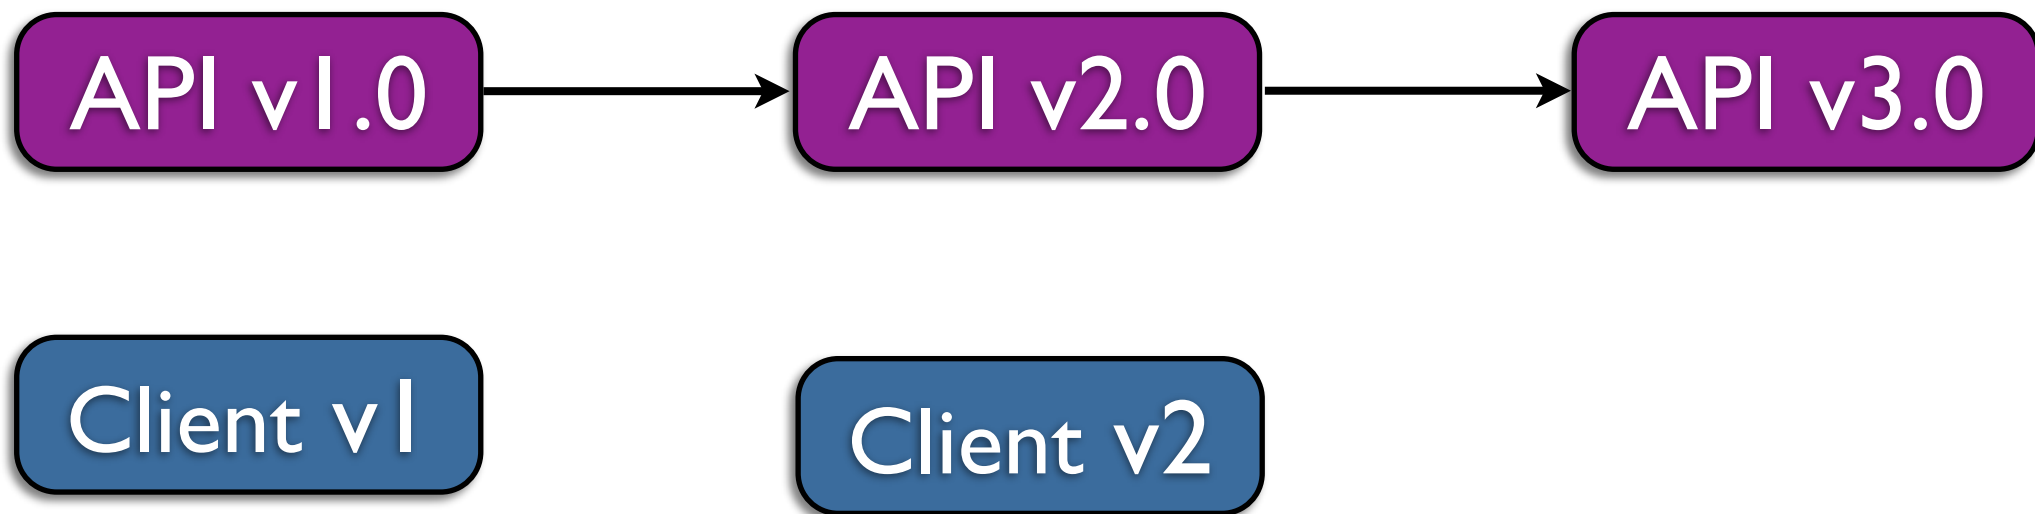 API v1.0
API v2.0
API v3.0
Client v1
Client v2